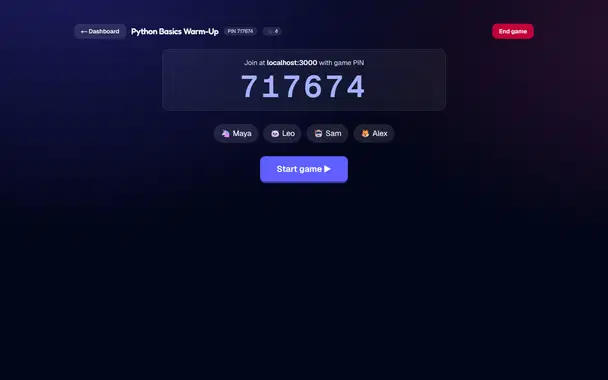 ← Dashboard Python Basics Warm-Up PIN 717674 4 End game
Join at localhost:3000 with game PIN
717674
Maya Leo Sam Alex
Start game ▶